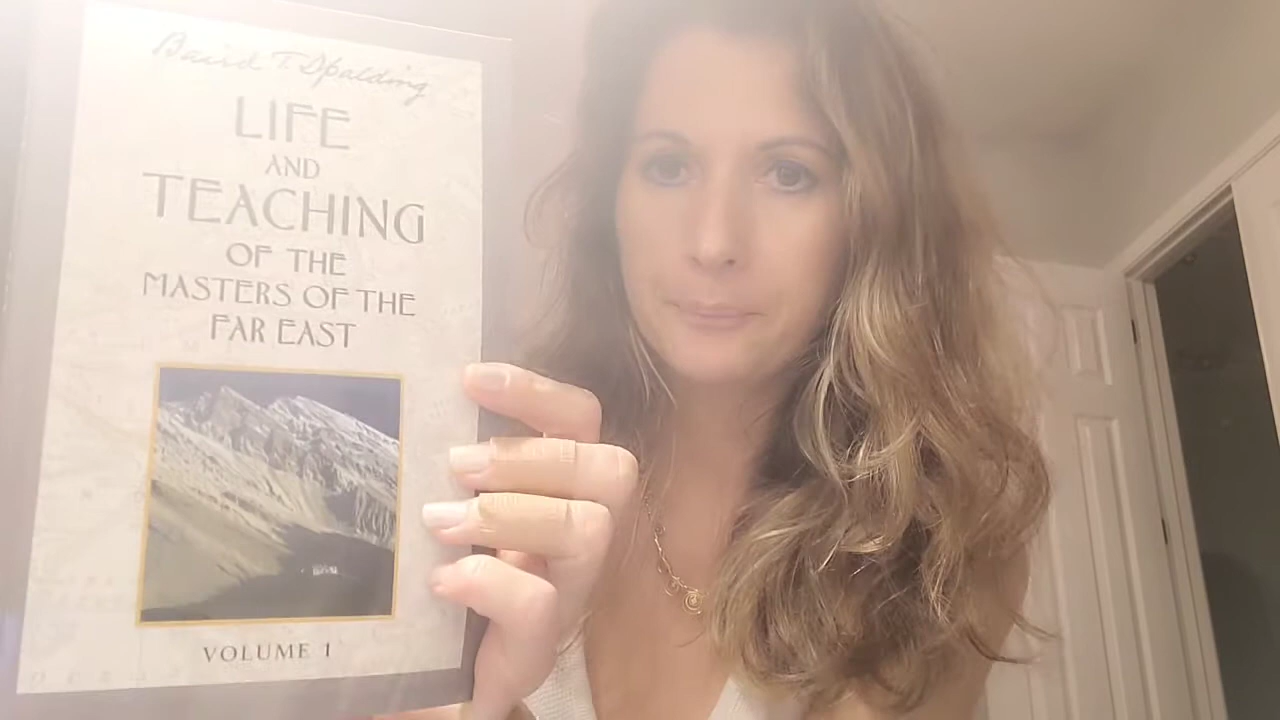 Baird T. Spalding
LIFE
AND
TEACHING
OF THE
MASTERS OF THE
FAR EAST
VOLUME 1